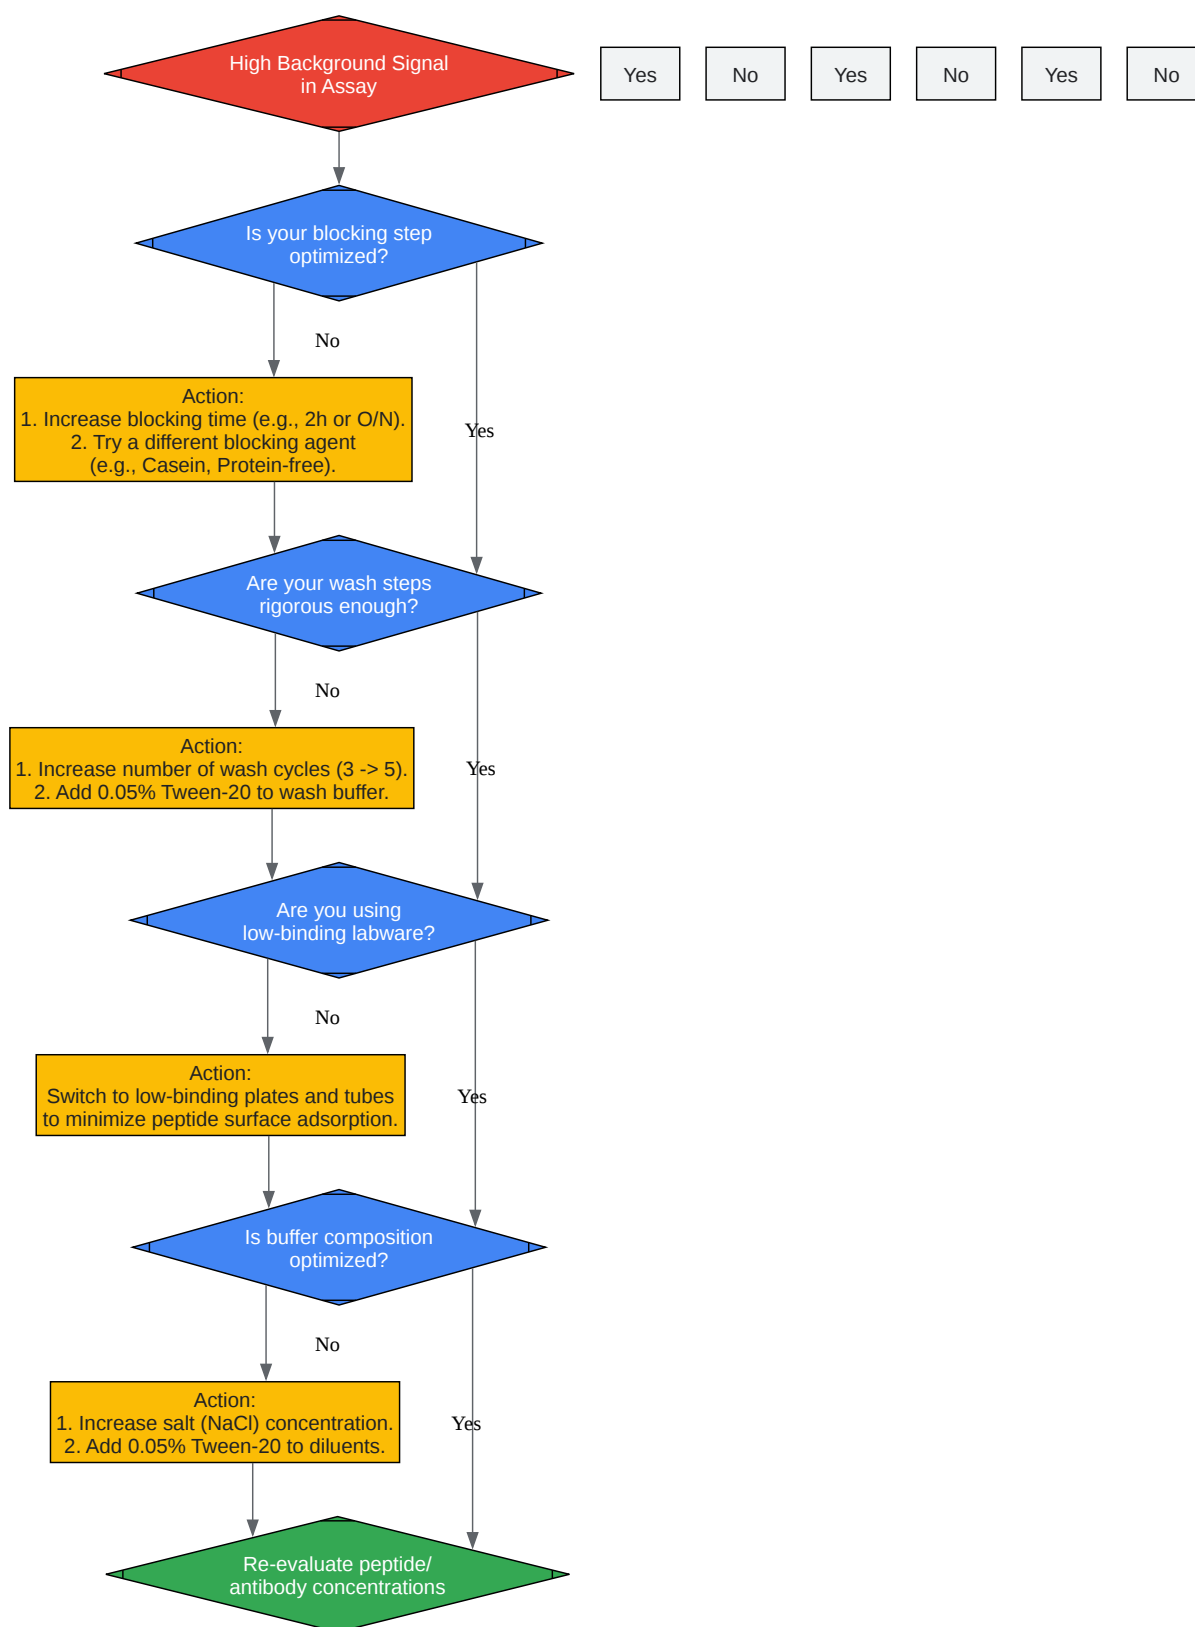 High Background Signal
in Assay
Yes
No
Yes
No
Yes
No
Is your blocking step
optimized?
No
Action:
1. Increase blocking time (e.g., 2h or O/N).
2. Try a different blocking agent
(e.g., Casein, Protein-free).
Yes
Are your wash steps
rigorous enough?
No
Action:
1. Increase number of wash cycles (3 -> 5).
2. Add 0.05% Tween-20 to wash buffer.
Yes
Are you using
low-binding labware?
No
Action:
Switch to low-binding plates and tubes
to minimize peptide surface adsorption.
Yes
Is buffer composition
optimized?
No
Action:
1. Increase salt (NaCl) concentration.
2. Add 0.05% Tween-20 to diluents.
Yes
Re-evaluate peptide/
antibody concentrations